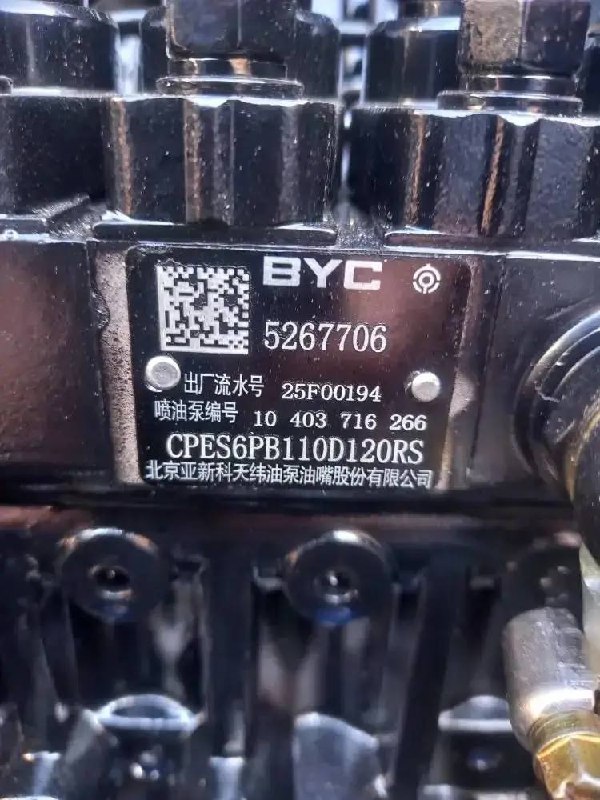 BYC
5267706
出厂流水号 25F00194
喷油泵编号 10 403 716 266
CPES6PB110D120RS
北京亚新科天纬油泵油嘴股份有限公司